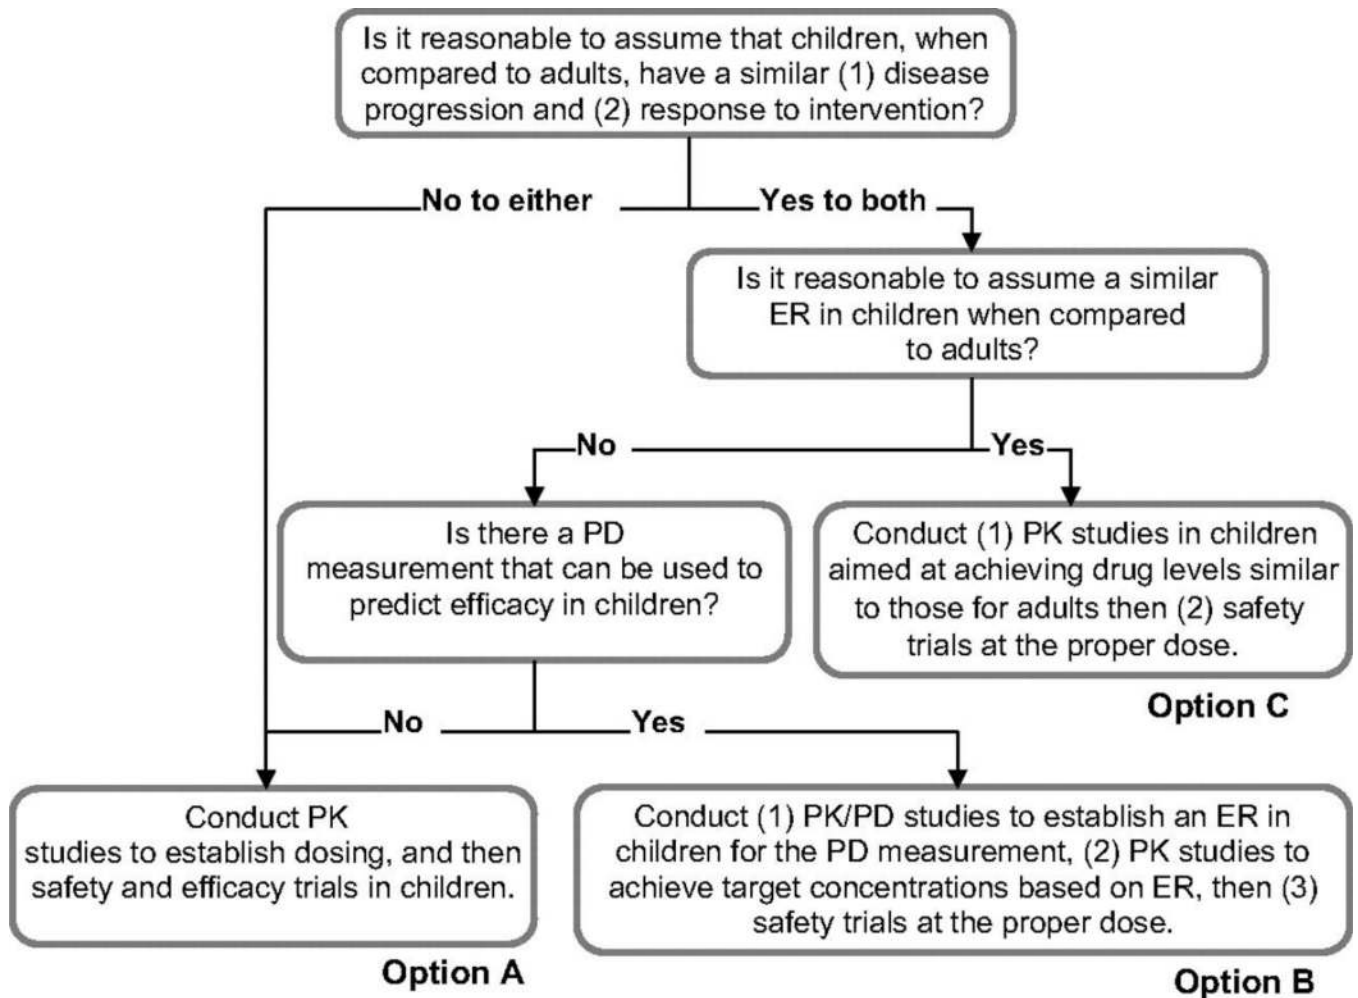 Is it reasonable to assume that children, when
compared to adults, have a similar (1) disease
progression and (2) response to intervention?
No to either
Yes to both
Is it reasonable to assume a similar
ER in children when compared
to adults?
No
Yes
Is there a PD
measurement that can be used to
predict efficacy in children?
Conduct (1) PK studies in children
aimed at achieving drug levels similar
to those for adults then (2) safety
trials at the proper dose.
Option C
No
Yes
Conduct PK
studies to establish dosing, and then
safety and efficacy trials in children.
Option A
Conduct (1) PK/PD studies to establish an ER in
children for the PD measurement, (2) PK studies to
achieve target concentrations based on ER, then (3)
safety trials at the proper dose.
Option B